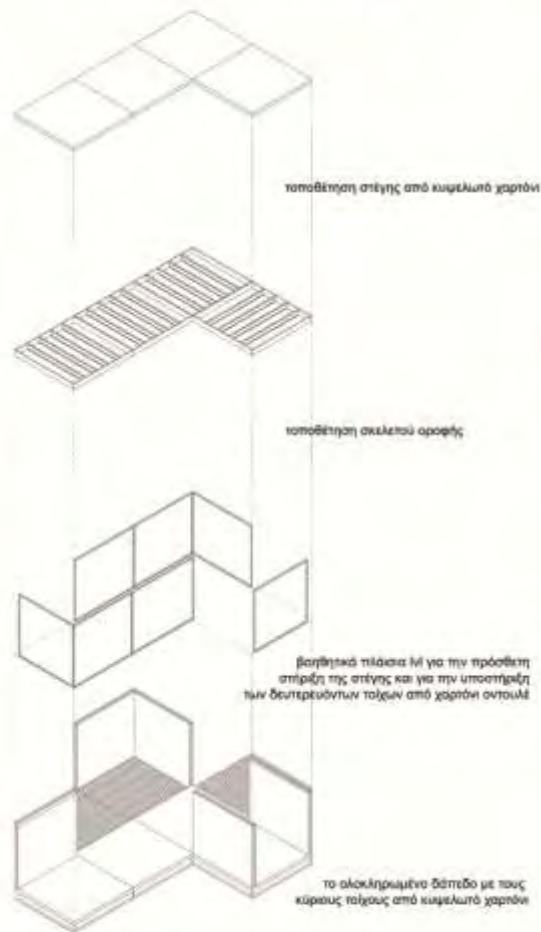 τοποθέτηση στέγης από κυψελωτό χαρτόνι
τοποθέτηση σκελετού οροφής
βοηθητικά πλάισια lvl για την πρόσθετη
στήριξη της στέγης και για την υποστήριξη
των δευτερευόντων τοίχων από χαρτόνι οντουλέ
το ολοκληρωμένο δάπεδο με τους
κύριους τοίχους από κυψελωτό χαρτόνι